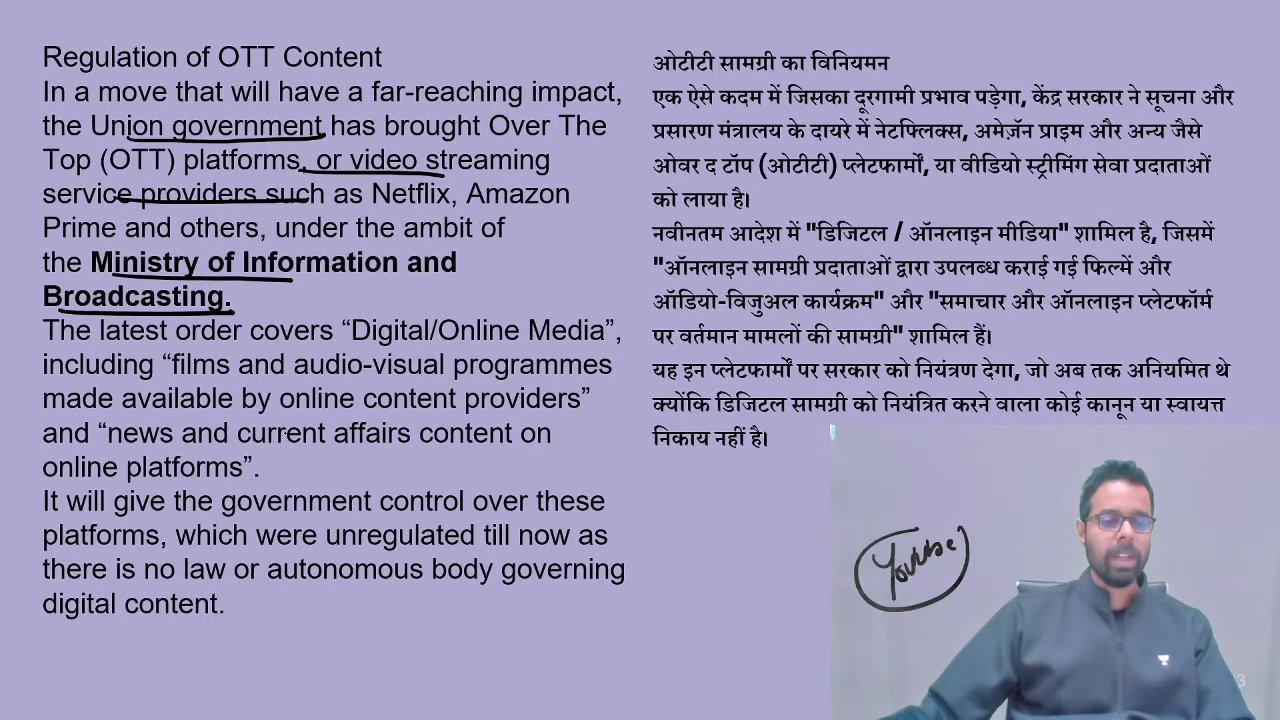 Regulation of OTT Content
In a move that will have a far-reaching impact,
the Union government has brought Over The
Top (OTT) platforms, or video streaming
service providers such as Netflix, Amazon
Prime and others, under the ambit of
the Ministry of Information and
Broadcasting.
The latest order covers “Digital/Online Media”,
including “films and audio-visual programmes
made available by online content providers”
and “news and current affairs content on
online platforms”.
It will give the government control over these
platforms, which were unregulated till now as
there is no law or autonomous body governing
digital content.
ओटीटी सामग्री का विनियमन
एक ऐसे कदम में जिसका दूरगामी प्रभाव पड़ेगा, केंद्र सरकार ने सूचना और
प्रसारण मंत्रालय के दायरे में नेटफ्लिक्स, अमेज़ॅन प्राइम और अन्य जैसे
ओवर द टॉप (ओटीटी) प्लेटफार्मों, या वीडियो स्ट्रीमिंग सेवा प्रदाताओं
को लाया है।
नवीनतम आदेश में "डिजिटल / ऑनलाइन मीडिया" शामिल है, जिसमें
"ऑनलाइन सामग्री प्रदाताओं द्वारा उपलब्ध कराई गई फिल्में और
ऑडियो-विजुअल कार्यक्रम" और "समाचार और ऑनलाइन प्लेटफॉर्म
पर वर्तमान मामलों की सामग्री" शामिल हैं।
यह इन प्लेटफार्मों पर सरकार को नियंत्रण देगा, जो अब तक अनियमित थे
क्योंकि डिजिटल सामग्री को नियंत्रित करने वाला कोई कानून या स्वायत्त
निकाय नहीं है।